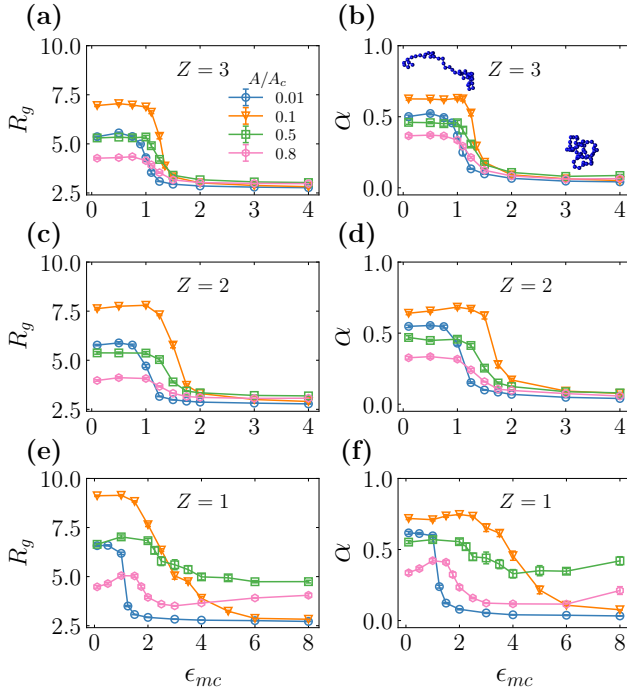 (a)
10.0
7.5
5.0
2.5
R_g
Z = 3
A/A_c
0.01
0.1
0.5
0.8
0 1 2 3 4
(b)
1.0
0.5
0.0
α
Z = 3
0 1 2 3 4
(c)
10.0
7.5
5.0
2.5
R_g
Z = 2
0 1 2 3 4
(d)
1.0
0.5
0.0
α
Z = 2
0 1 2 3 4
(e)
10.0
7.5
5.0
2.5
R_g
Z = 1
0 2 4 6 8
ϵ_mc
(f)
1.0
0.5
0.0
α
Z = 1
0 2 4 6 8
ϵ_mc